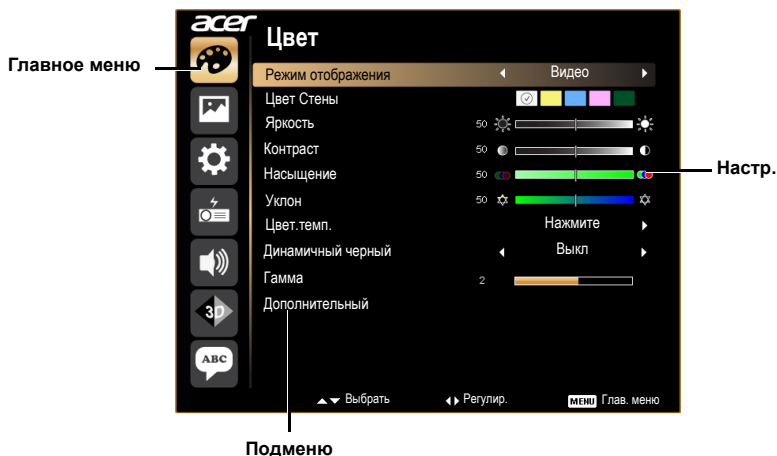 acer
Цвет
Главное меню
Режим отображения Видео
Цвет Стены
Яркость 50
Контраст 50
Насыщение 50
Настр.
Уклон 50
Цвет.темп. Нажмите
Динамичный черный Выкл
Гамма 2
Дополнительный
3D
ABC
Выбрать Регулир. MENU Глав. меню
Подменю